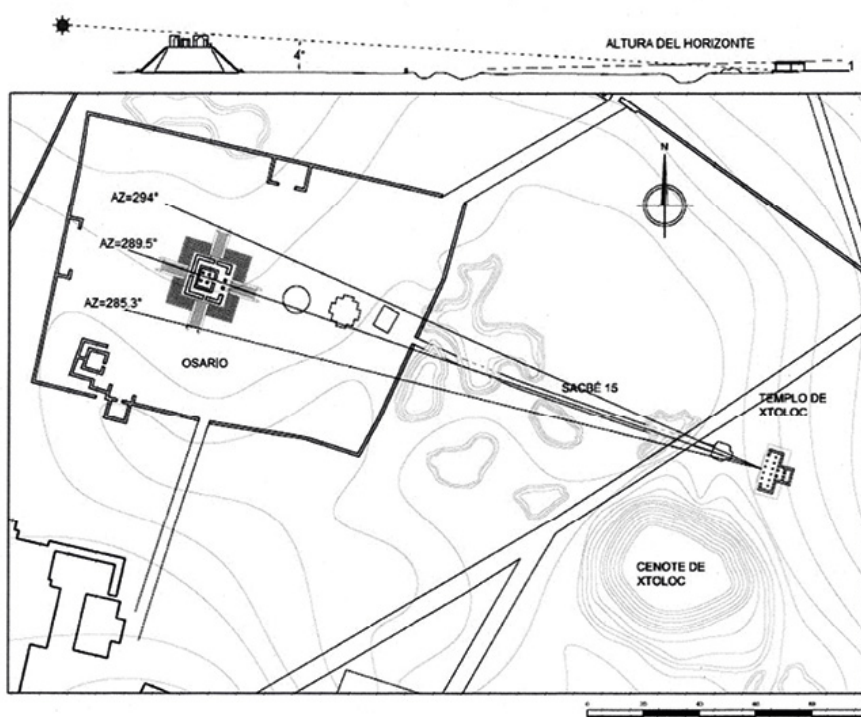 4°
ALTURA DEL HORIZONTE
N
AZ=294°
AZ=289.5°
AZ=285.3°
OSARIO
SACBÉ 15
TEMPLO DE
XTOLOC
CENOTE DE
XTOLOC